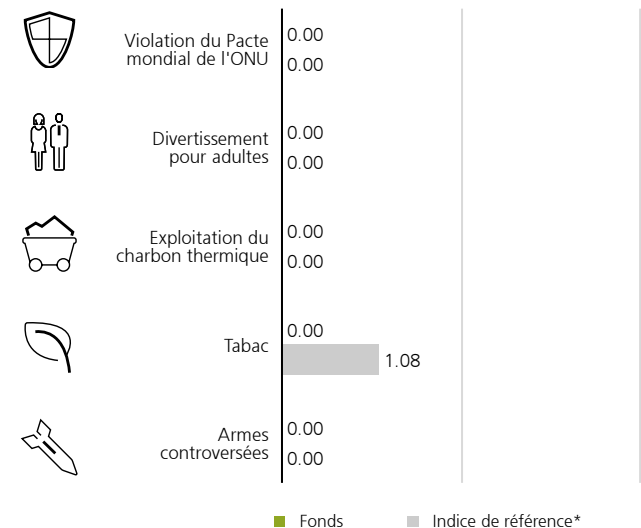 Violation du Pacte
mondial de l'ONU
0.00
0.00
Divertissement
pour adultes
0.00
0.00
Exploitation du
charbon thermique
0.00
0.00
Tabac
0.00
1.08
Armes
controversées
0.00
0.00
Fonds
Indice de référence*